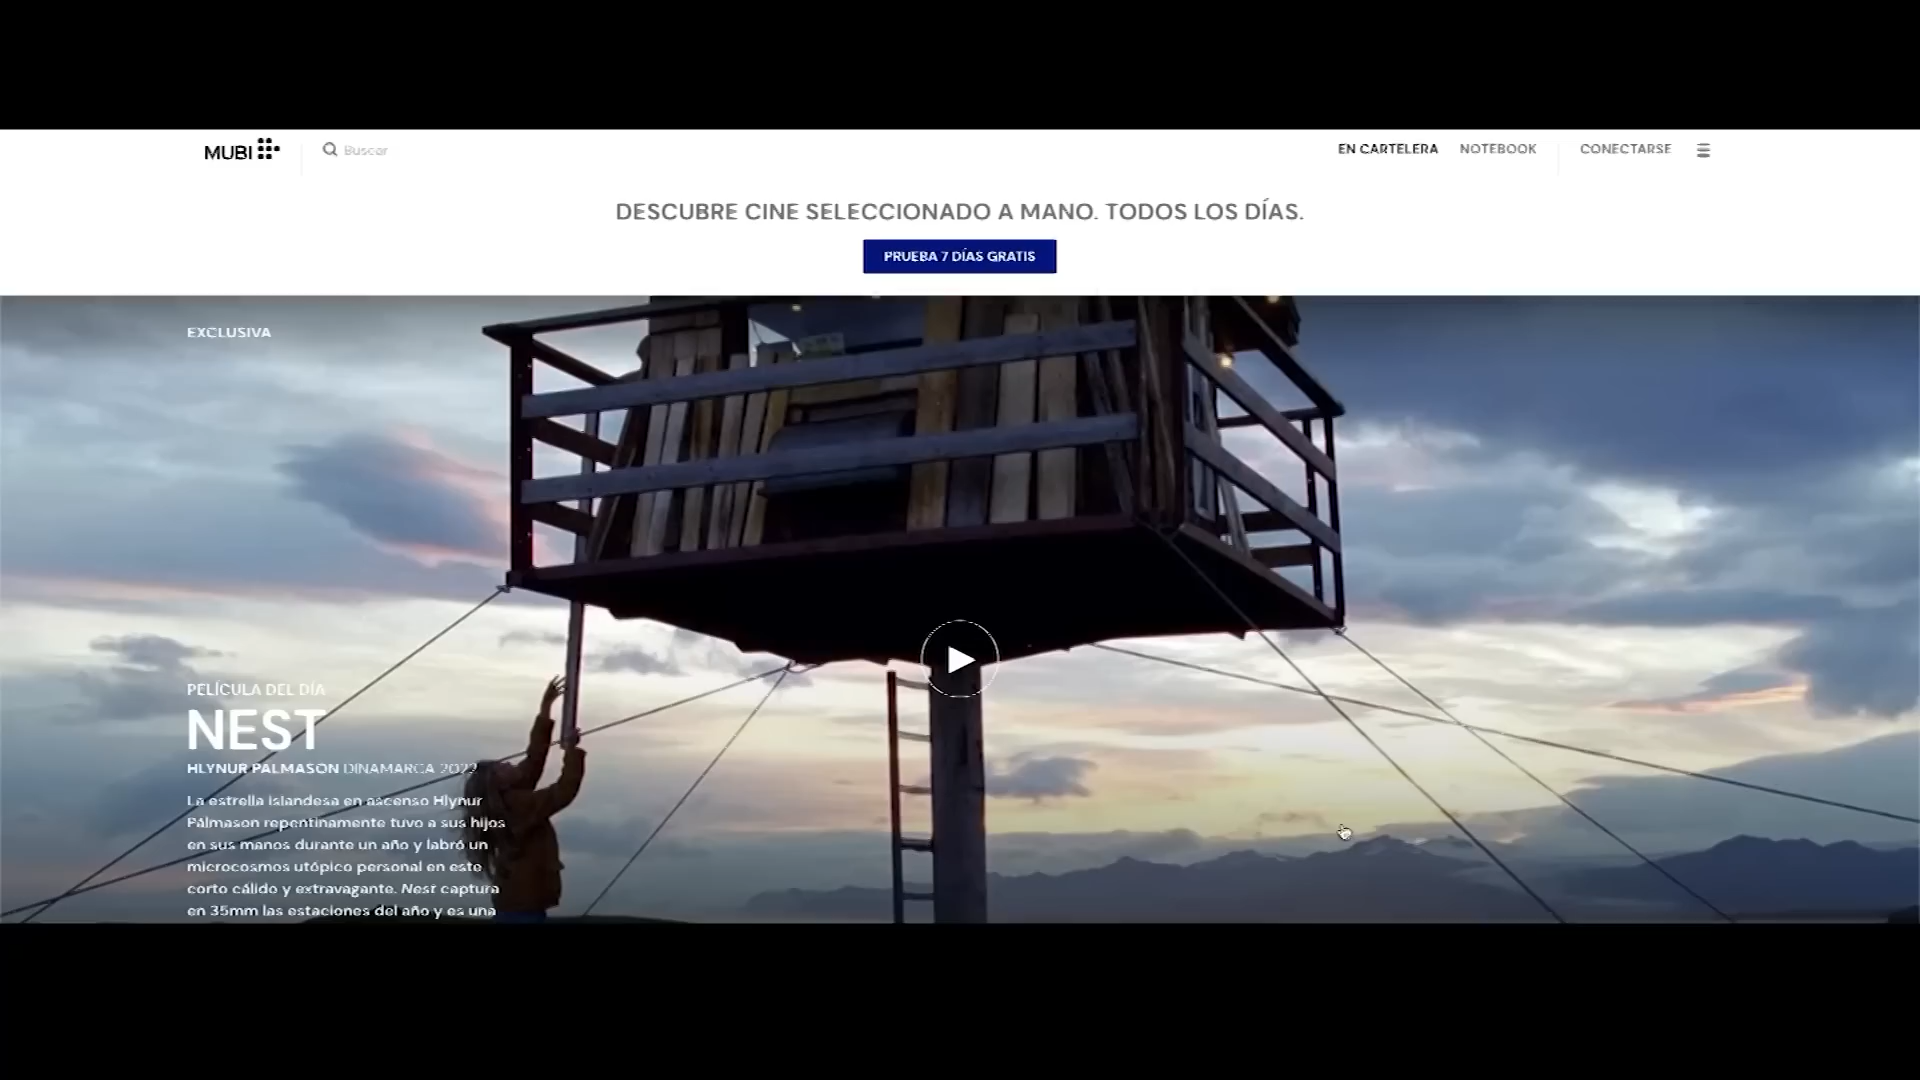 MUBI
Buscar
EN CARTELERA
NOTEBOOK
CONECTARSE
DESCUBRE CINE SELECCIONADO A MANO. TODOS LOS DÍAS.
PRUEBA 7 DÍAS GRATIS
EXCLUSIVA
PELÍCULA DEL DÍA
NEST
HLYNUR PALMASON DINAMARCA 2022
La estrella islandesa en ascenso Hlynur
Pálmason repentinamente tuvo a sus hijos
en sus manos durante un año y labró un
microcosmos utópico personal en este
corto cálido y extravagante. Nest captura
en 35mm las estaciones del año y es una